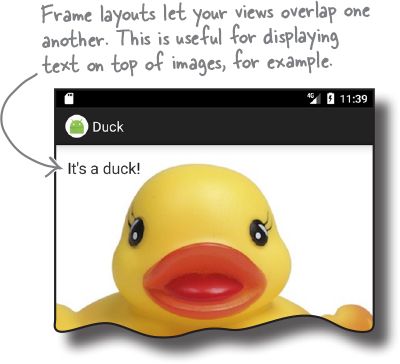 Frame layouts let your views overlap one
another. This is useful for displaying
text on top of images, for example.
4G 11:39
Duck
It's a duck!